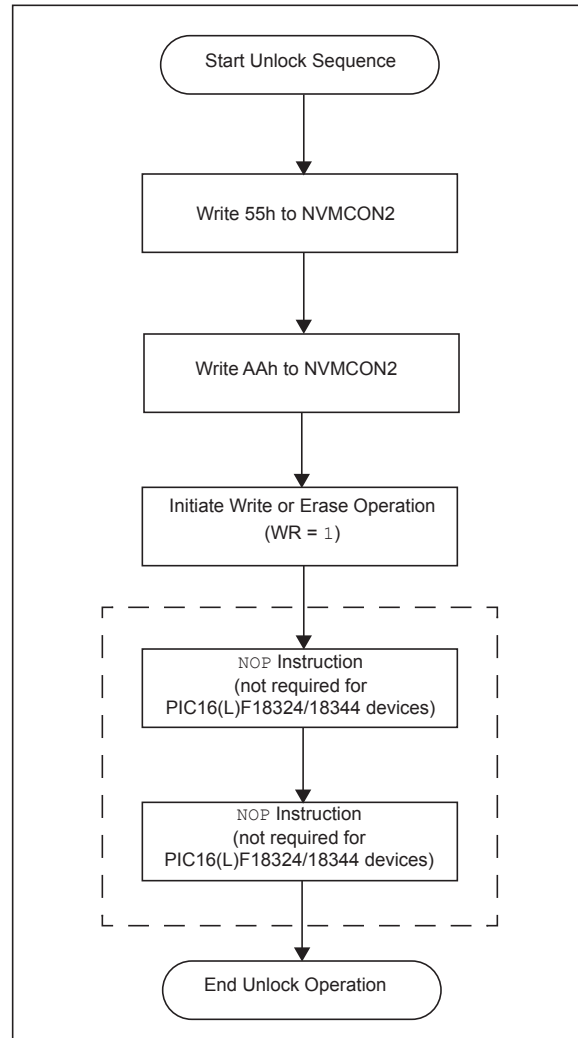 Start Unlock Sequence
Write 55h to NVMCON2
Write AAh to NVMCON2
Initiate Write or Erase Operation
(WR = 1)
NOP Instruction
(not required for
PIC16(L)F18324/18344 devices)
NOP Instruction
(not required for
PIC16(L)F18324/18344 devices)
End Unlock Operation